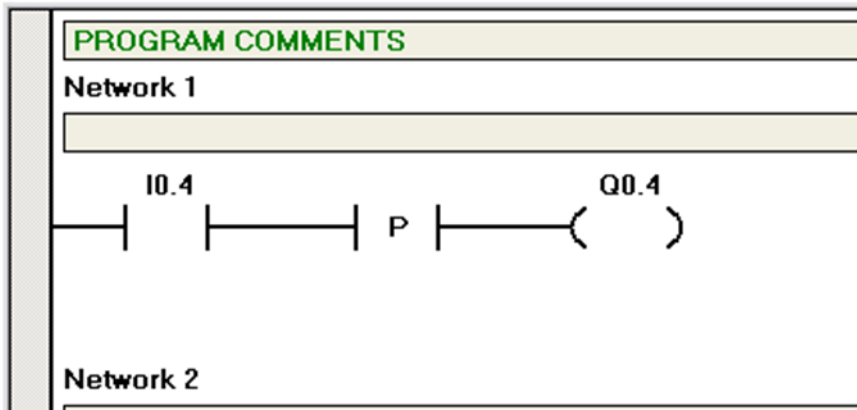 PROGRAM COMMENTS
Network 1
I0.4 Q0.4
P
Network 2